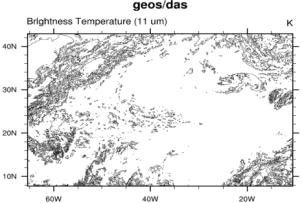 geos/das
Brightness Temperature (11 um) K
40N
30N
20N
10N
60W 40W 20W